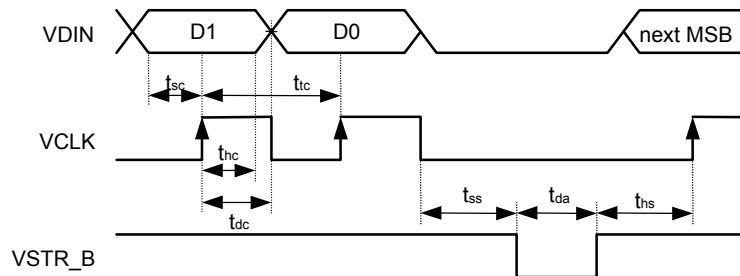 VDIN D1 D0 next MSB
tsc ttc
VCLK
thc
tss tda ths
tdc
VSTR_B